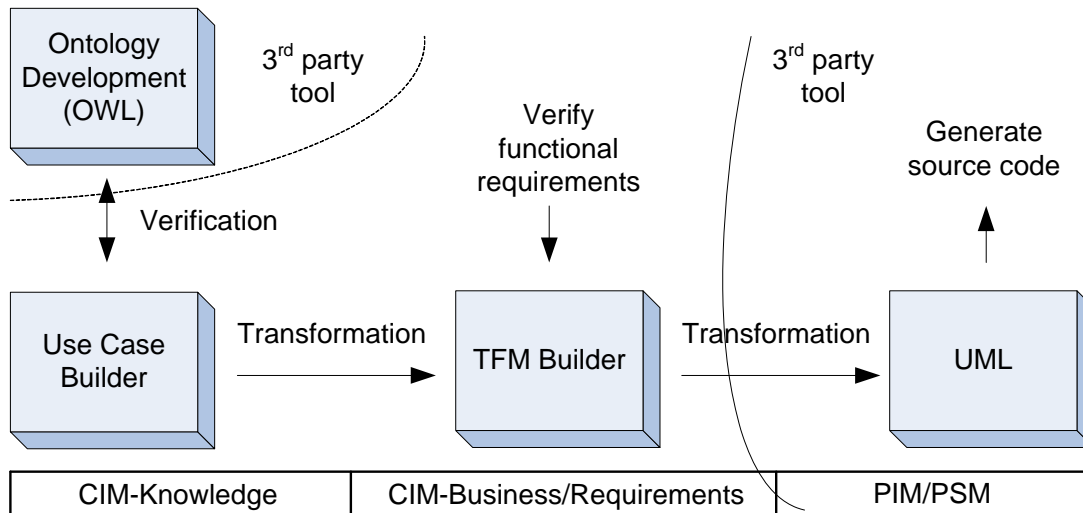 Ontology
Development
(OWL)
3rd party
tool
3rd party
tool
Verify
functional
requirements
Generate
source code
Verification
Use Case
Builder
Transformation
TFM Builder
Transformation
UML
CIM-Knowledge
CIM-Business/Requirements
PIM/PSM